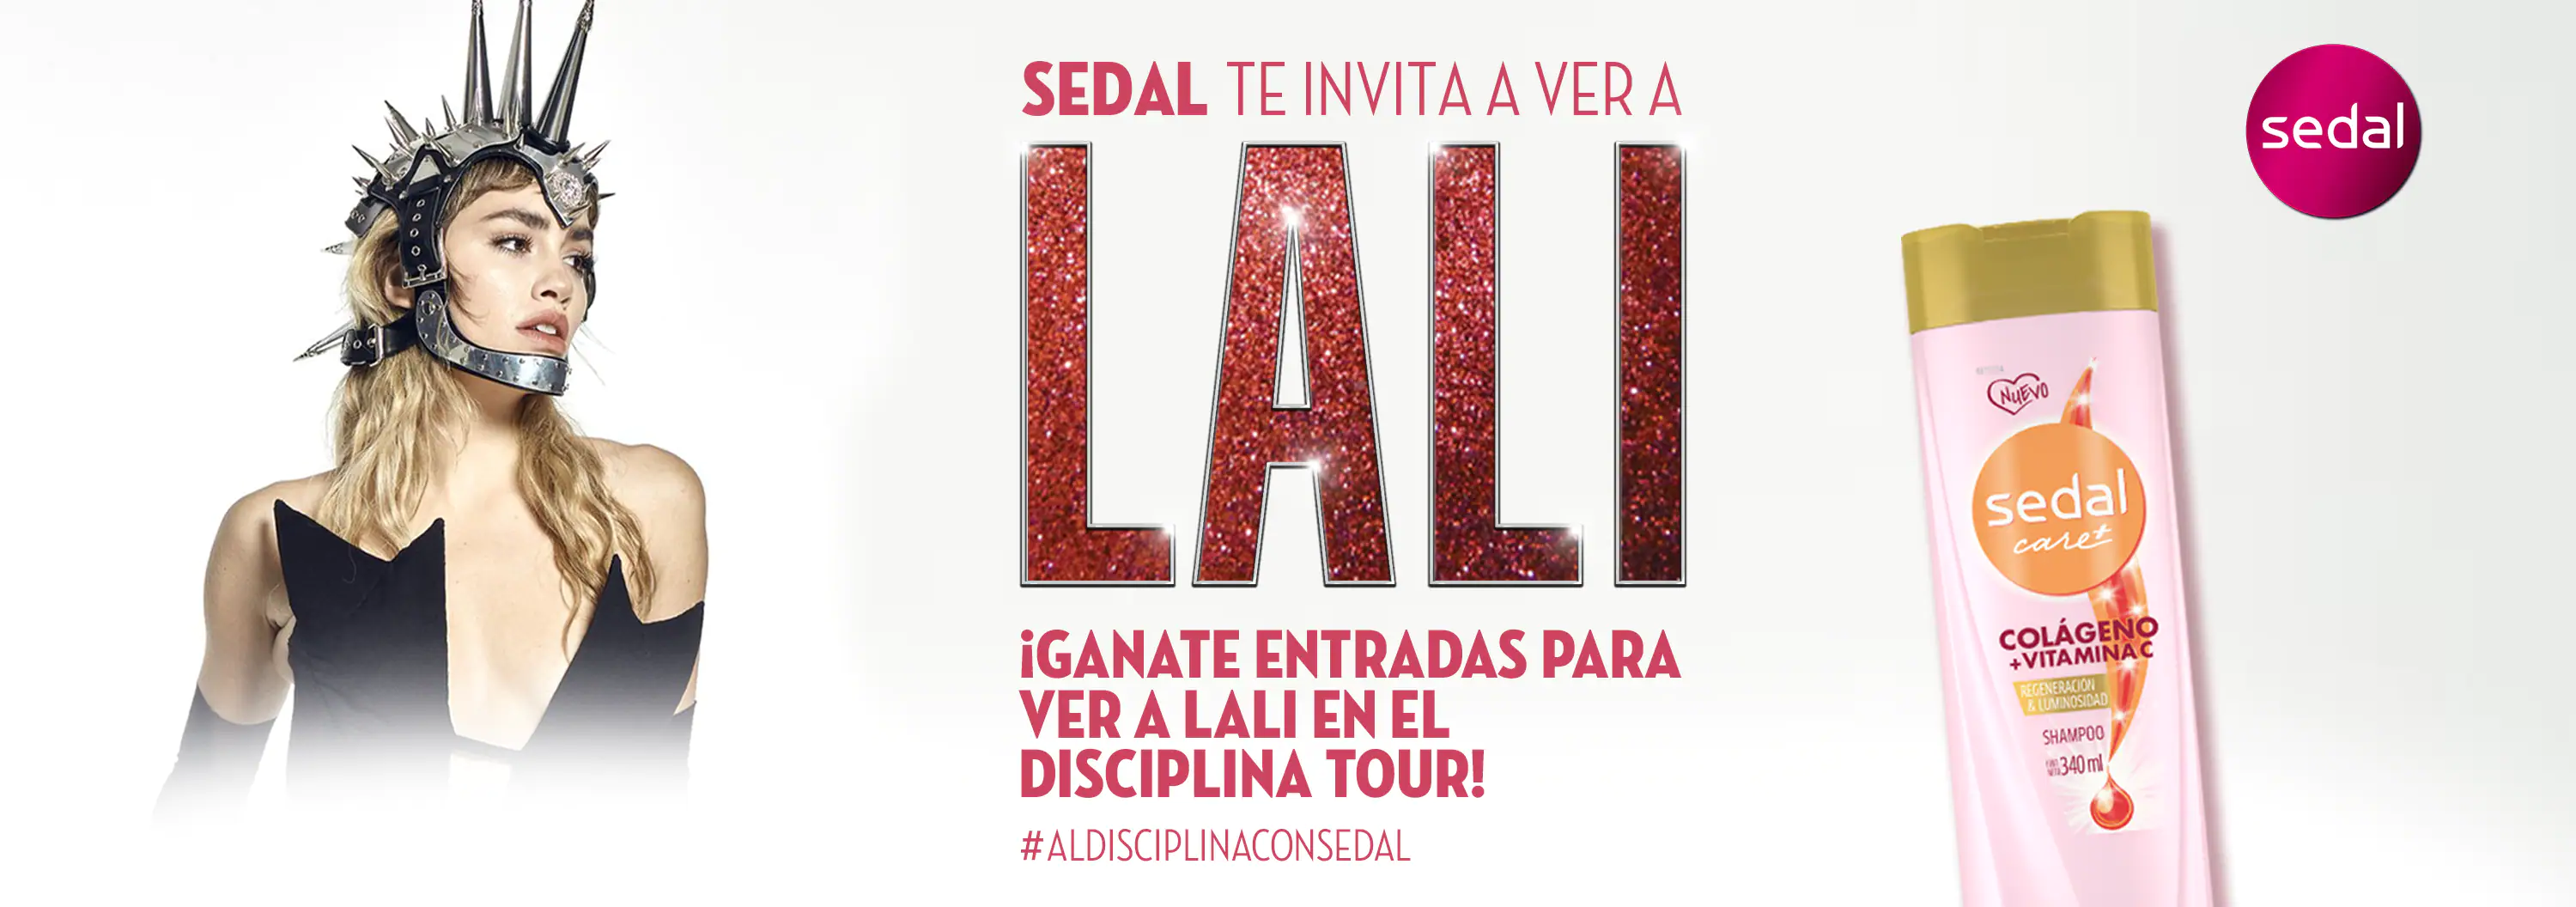 SEDAL TE INVITA A VER A
LALI
¡GANATE ENTRADAS PARA
VER A LALI EN EL
DISCIPLINA TOUR!
#ALDISCIPLINACONSEDAL
sedal
NUEVO
sedal
care+
COLÁGENO
+VITAMINA C
REGENERACIÓN
& LUMINOSIDAD
SHAMPOO
340 ml